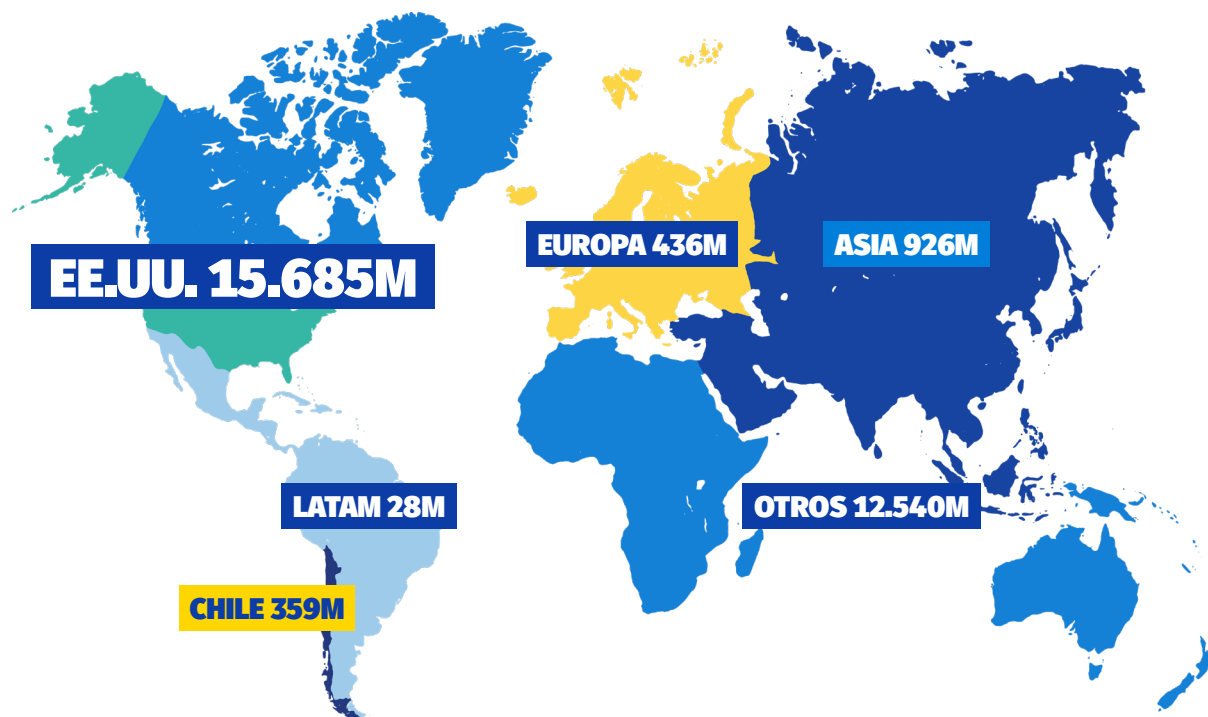 EUROPA 436M
ASIA 926M
EE.UU. 15.685M
LATAM 28M
OTROS 12.540M
CHILE 359M